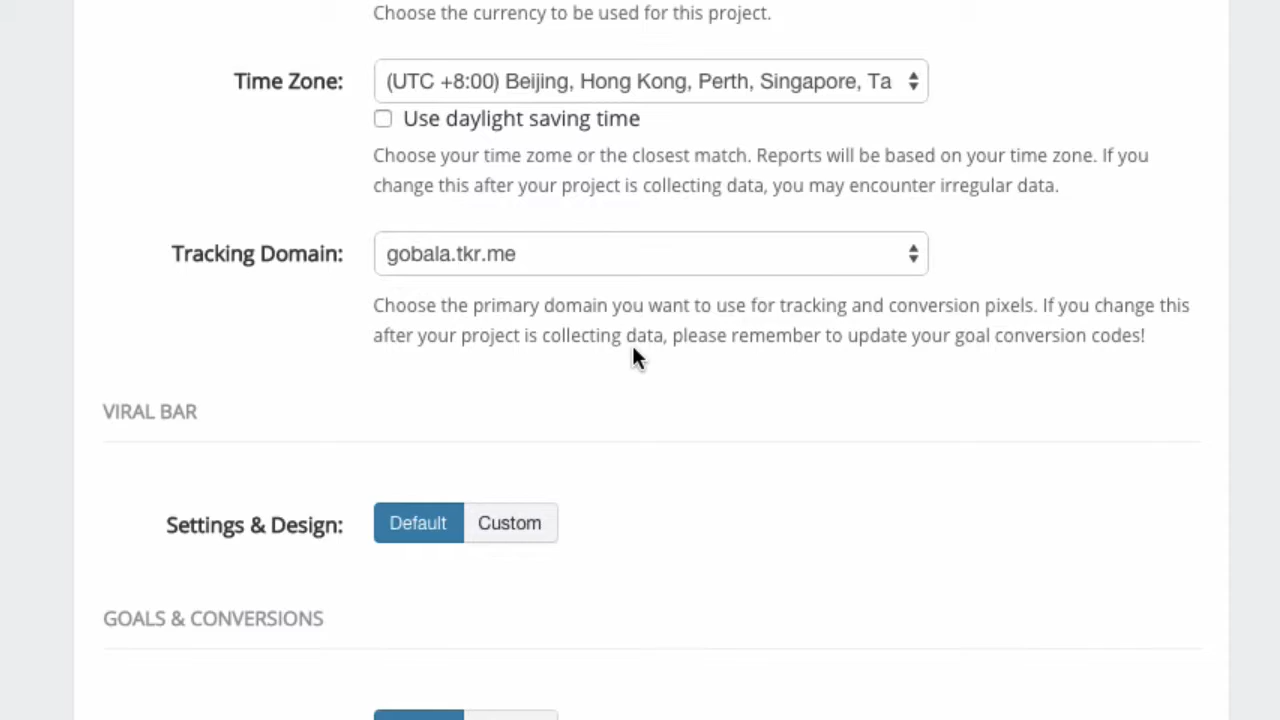 Choose the currency to be used for this project.
Time Zone:
(UTC +8:00) Beijing, Hong Kong, Perth, Singapore, Ta
Use daylight saving time
Choose your time zome or the closest match. Reports will be based on your time zone. If you
change this after your project is collecting data, you may encounter irregular data.
Tracking Domain:
gobala.tkr.me
Choose the primary domain you want to use for tracking and conversion pixels. If you change this
after your project is collecting data, please remember to update your goal conversion codes!
VIRAL BAR
Settings & Design:
Default
Custom
GOALS & CONVERSIONS